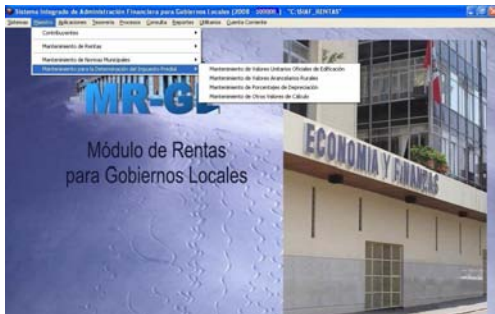 Sistema Integrado de Administración Financiera para Gobiernos Locales (2008 - ) - "C:\SIAF_RENTAS"
Sistemas Maestro Aplicaciones Tesorería Procesos Consulta Reportes Utilitarios Cuenta Corriente
Contribuyentes
Mantenimiento de Rentas
Mantenimiento de Normas Municipales
Mantenimiento para la Determinación del Impuesto Predial
Mantenimiento de Valores Unitarios Oficiales de Edificación
Mantenimiento de Valores Arancelarios Rurales
Mantenimiento de Porcentajes de Depreciación
Mantenimiento de Otros Valores de Cálculo
MR-GL
Módulo de Rentas
para Gobiernos Locales
ECONOMIA Y FINANZAS